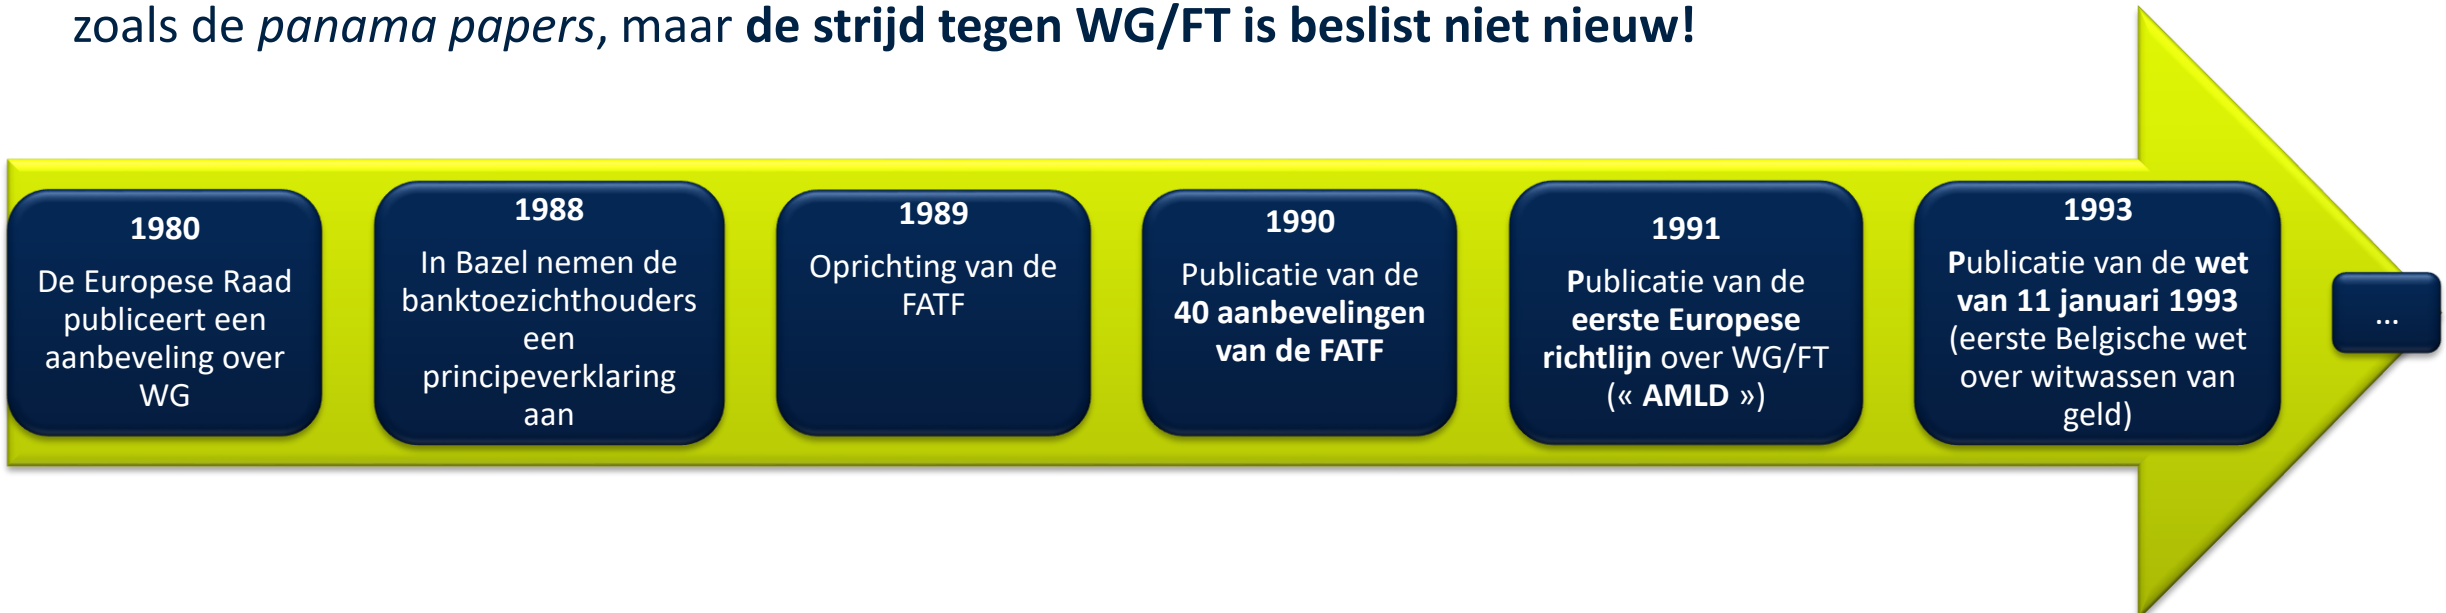 zoals de panama papers, maar de strijd tegen WG/FT is beslist niet nieuw!
1980
De Europese Raad
publiceert een
aanbeveling over
WG
1988
In Bazel nemen de
banktoezichthouders
een
principeverklaring
aan
1989
Oprichting van de
FATF
1990
Publicatie van de
40 aanbevelingen
van de FATF
1991
Publicatie van de
eerste Europese
richtlijn over WG/FT
(« AMLD »)
1993
Publicatie van de wet
van 11 januari 1993
(eerste Belgische wet
over witwassen van
geld)
...